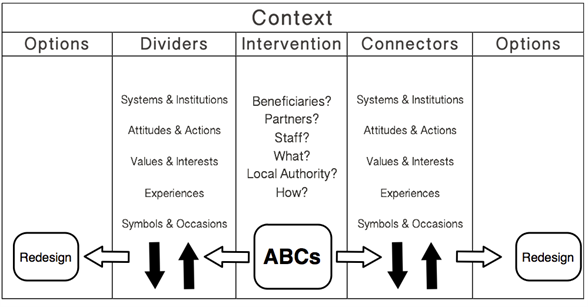 Context
Options
Dividers
Intervention
Connectors
Options
Systems & Institutions
Attitudes & Actions
Values & Interests
Experiences
Symbols & Occasions
Beneficiaries?
Partners?
Staff?
What?
Local Authority?
How?
Systems & Institutions
Attitudes & Actions
Values & Interests
Experiences
Symbols & Occasions
Redesign
ABCs
Redesign